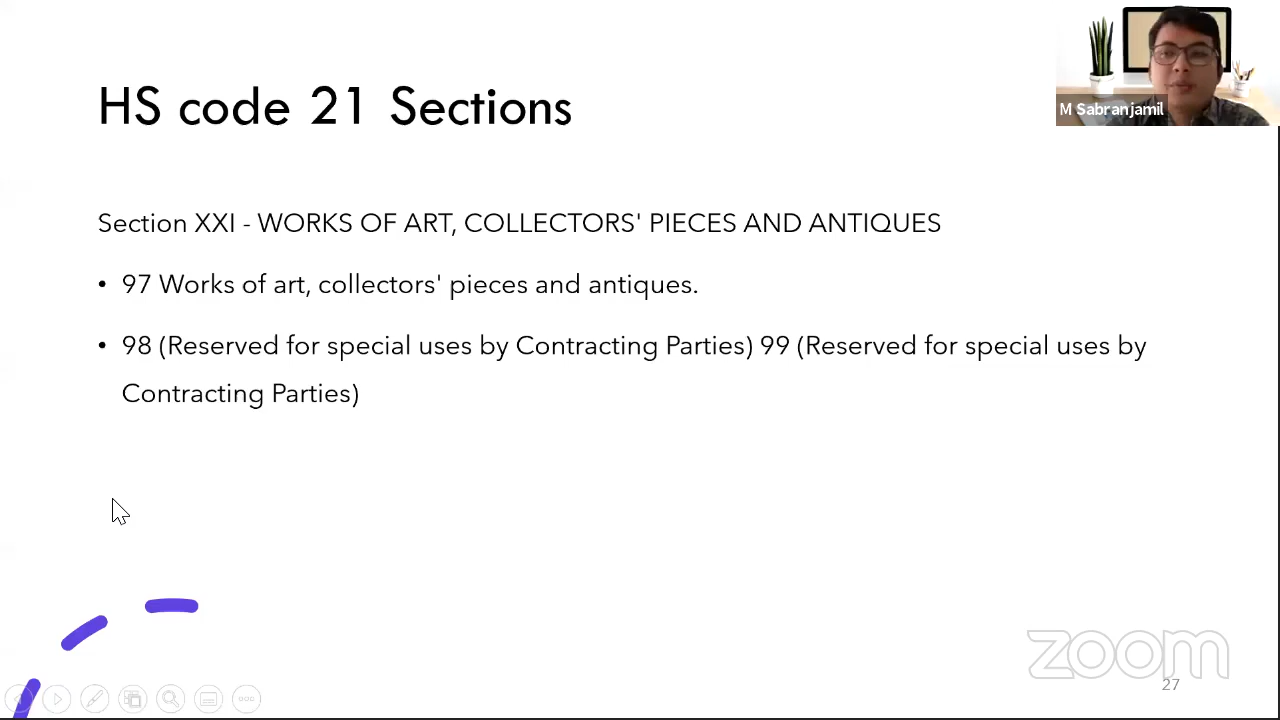 HS code 21 Sections
M Sabranjamil
Section XXI - WORKS OF ART, COLLECTORS' PIECES AND ANTIQUES
• 97 Works of art, collectors' pieces and antiques.
• 98 (Reserved for special uses by Contracting Parties) 99 (Reserved for special uses by
Contracting Parties)
zoom
27